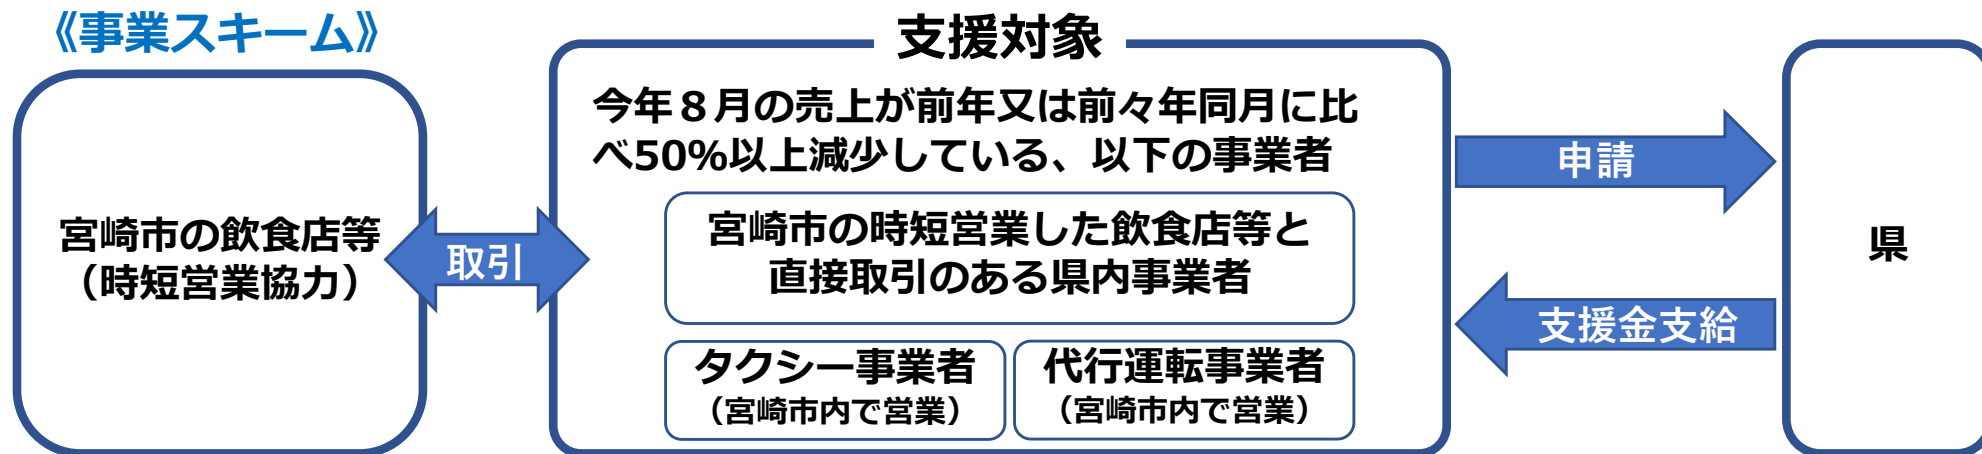 《事業スキーム》
支援対象
宮崎市の飲食店等
（時短営業協力）
取引
今年８月の売上が前年又は前々年同月に比
べ50%以上減少している、以下の事業者
宮崎市の時短営業した飲食店等と
直接取引のある県内事業者
タクシー事業者
（宮崎市内で営業）
代行運転事業者
（宮崎市内で営業）
申請
支援金支給
県